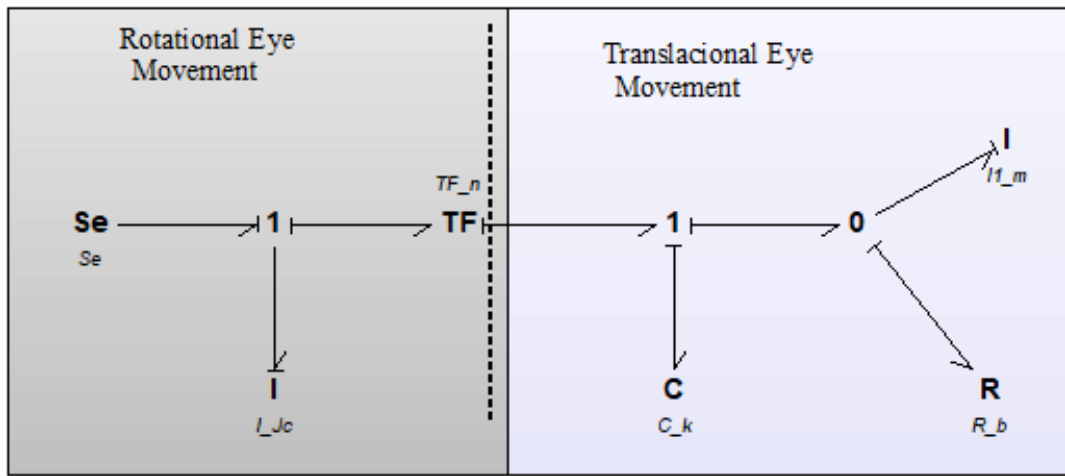 Rotational Eye
Movement
Translacional Eye
Movement
I
I1_m
TF_n
Se
1
TF
1
0
Se
I
C
R
I_Jc
C_k
R_b